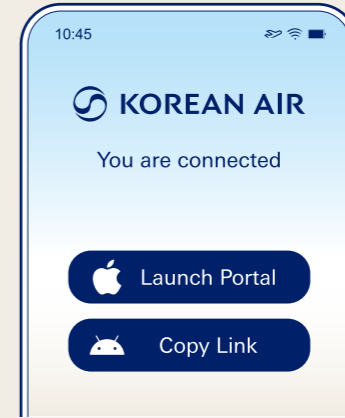 10:45
KOREAN AIR
You are connected
Launch Portal
Copy Link